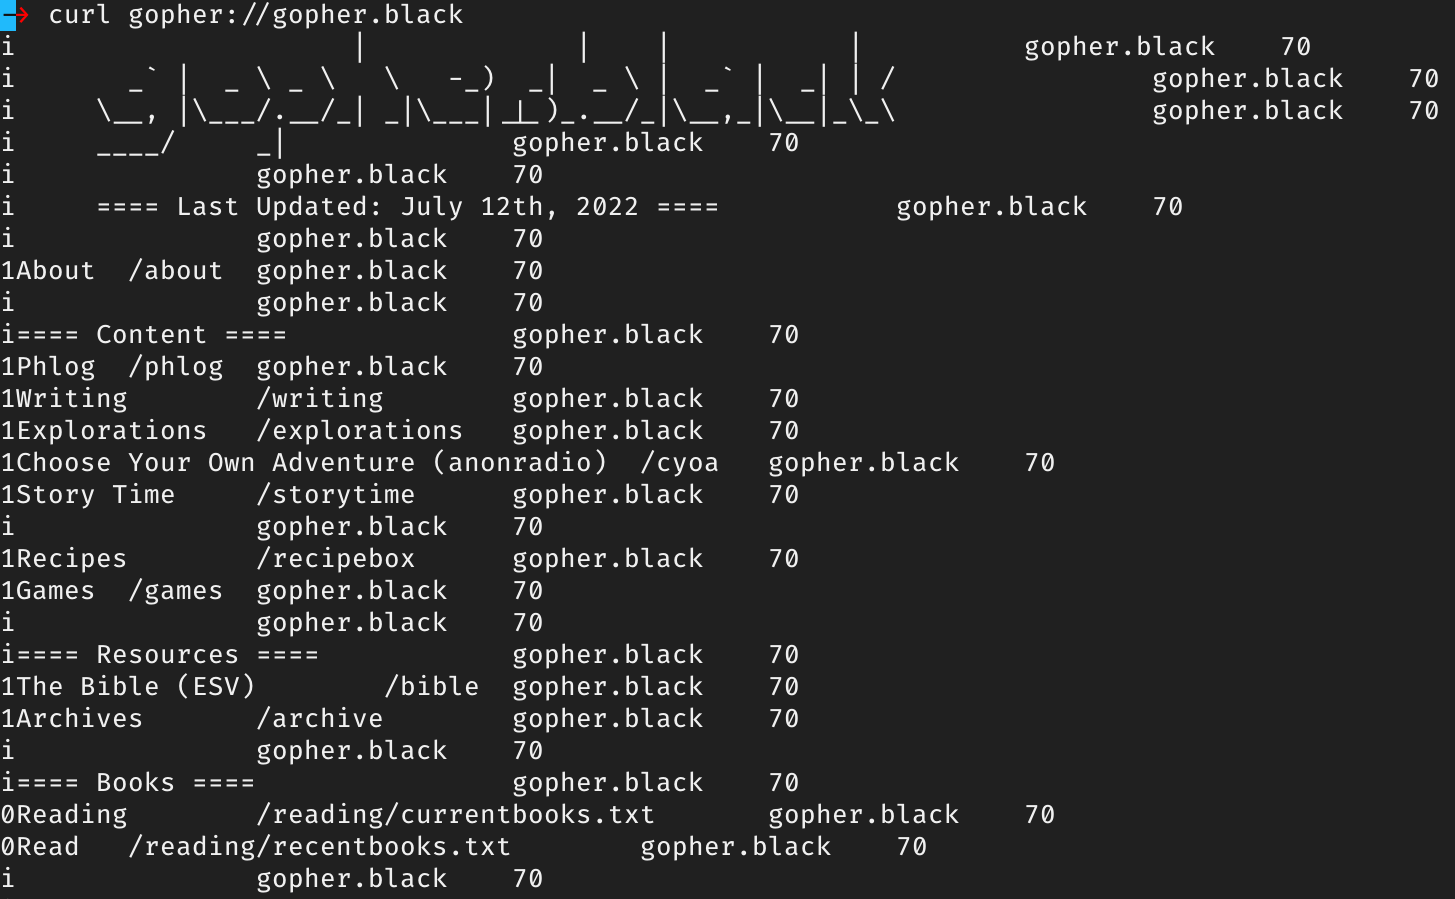 → curl gopher://gopher.black
i                     |             |    |           |          gopher.black    70
i       _` |  _ \ _ \   \   -_)  _|  _ \ |  _` |  _| | /                gopher.black    70
i     \__, |\___/.__/_| _|\___|_|_)_.__/_|\__,_|\__|_\_\                gopher.black    70
i     ____/     _|              gopher.black    70
i               gopher.black    70
i     ==== Last Updated: July 12th, 2022 ====           gopher.black    70
i               gopher.black    70
1About  /about  gopher.black    70
i               gopher.black    70
i==== Content ====              gopher.black    70
1Phlog  /phlog  gopher.black    70
1Writing        /writing        gopher.black    70
1Explorations   /explorations   gopher.black    70
1Choose Your Own Adventure (anonradio)  /cyoa   gopher.black    70
1Story Time     /storytime      gopher.black    70
i               gopher.black    70
1Recipes        /recipebox      gopher.black    70
1Games  /games  gopher.black    70
i               gopher.black    70
i==== Resources ====            gopher.black    70
1The Bible (ESV)        /bible  gopher.black    70
1Archives       /archive        gopher.black    70
i               gopher.black    70
i==== Books ====                gopher.black    70
0Reading        /reading/currentbooks.txt       gopher.black    70
0Read   /reading/recentbooks.txt        gopher.black    70
i               gopher.black    70